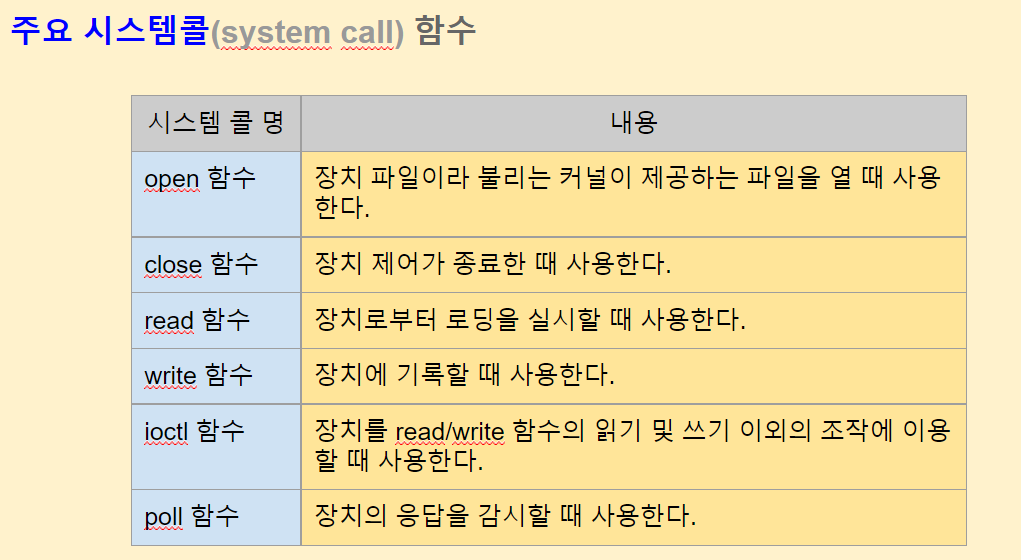 주요 시스템콜(system call) 함수
시스템 콜 명
내용
open 함수
장치 파일이라 불리는 커널이 제공하는 파일을 열 때 사용
한다.
close 함수
장치 제어가 종료한 때 사용한다.
read 함수
장치로부터 로딩을 실시할 때 사용한다.
write 함수
장치에 기록할 때 사용한다.
ioctl 함수
장치를 read/write 함수의 읽기 및 쓰기 이외의 조작에 이용
할 때 사용한다.
poll 함수
장치의 응답을 감시할 때 사용한다.